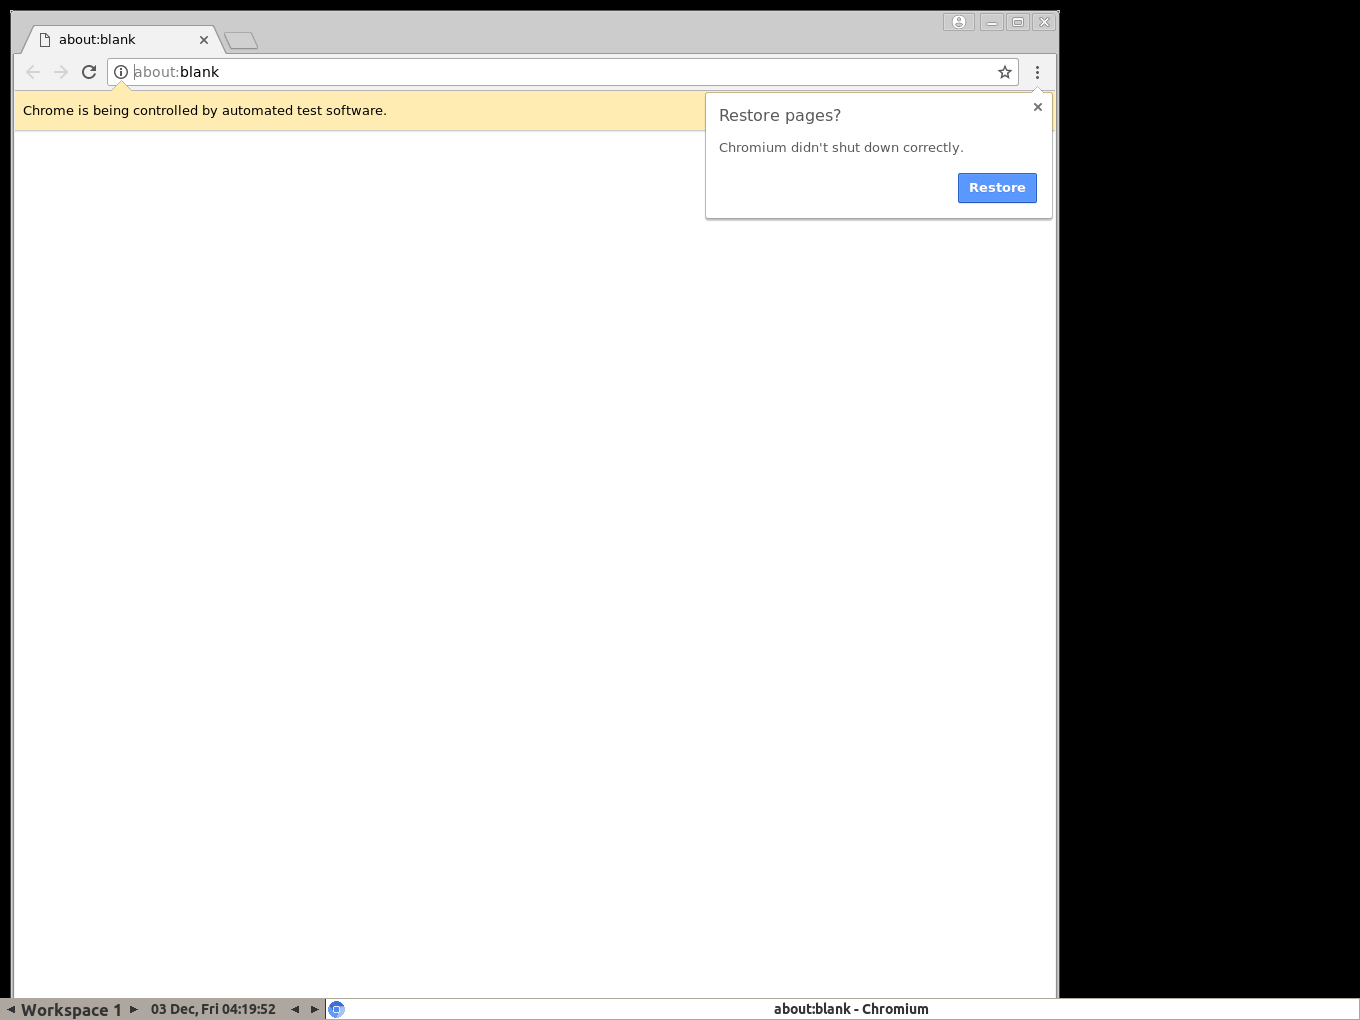 about:blank
about:blank
Chrome is being controlled by automated test software.
Restore pages?
Chromium didn't shut down correctly.
Restore
Workspace 1
03 Dec, Fri 04:19:52
about:blank - Chromium